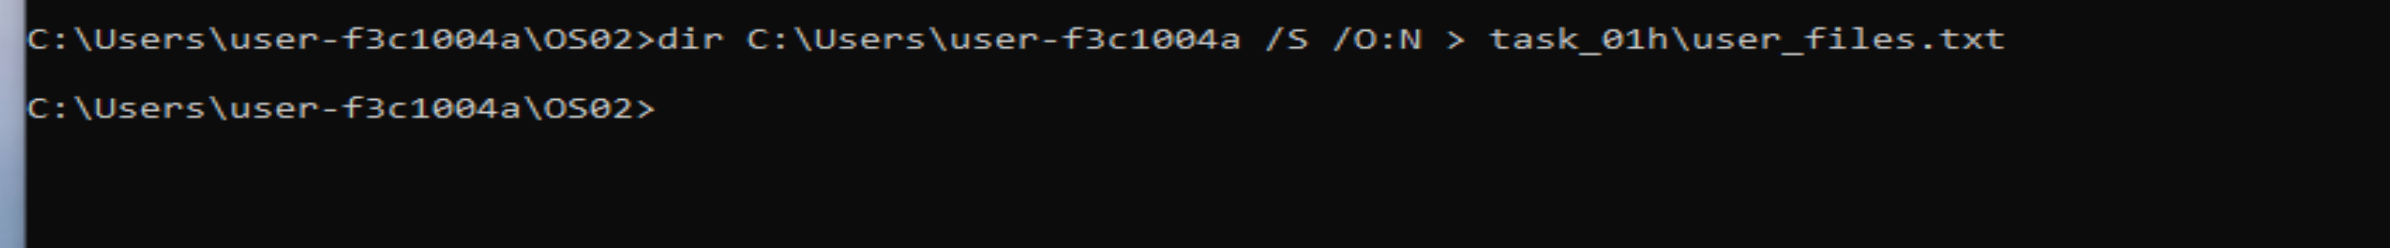 C:\Users\user-f3c1004a\OS02>dir C:\Users\user-f3c1004a /S /O:N > task_01h\user_files.txt
C:\Users\user-f3c1004a\OS02>